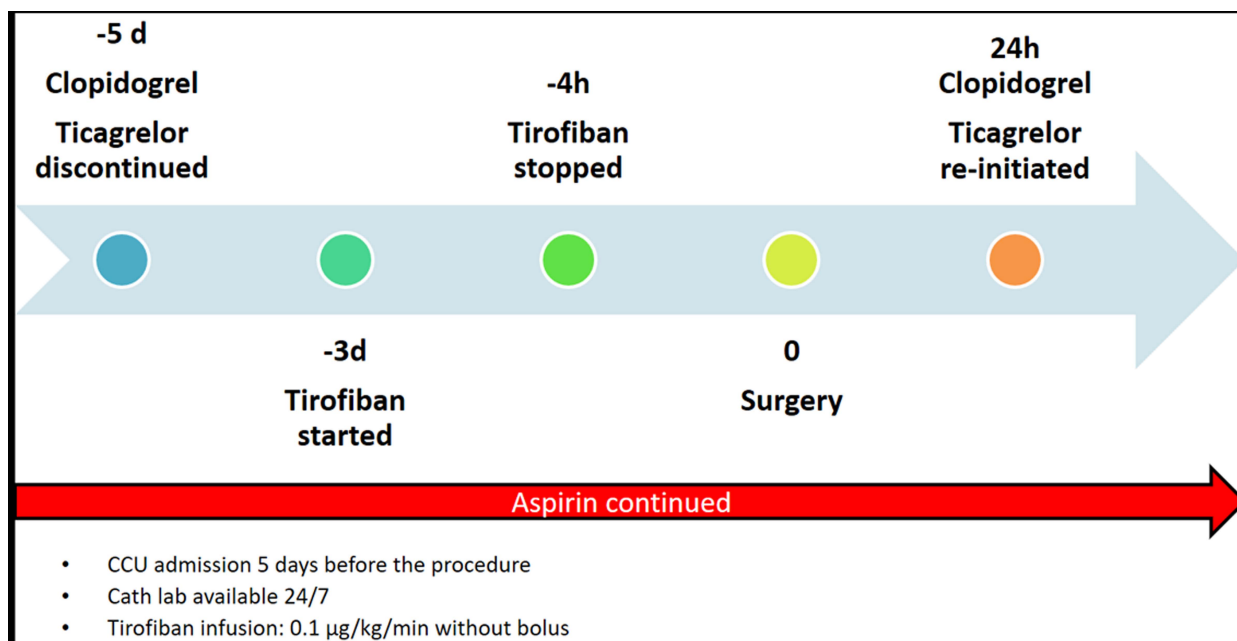 -5 d
Clopidogrel
Ticagrelor
discontinued
-3d
Tirofiban
started
-4h
Tirofiban
stopped
0
Surgery
24h
Clopidogrel
Ticagrelor
re-initiated
Aspirin continued
• CCU admission 5 days before the procedure
• Cath lab available 24/7
• Tirofiban infusion: 0.1 µg/kg/min without bolus